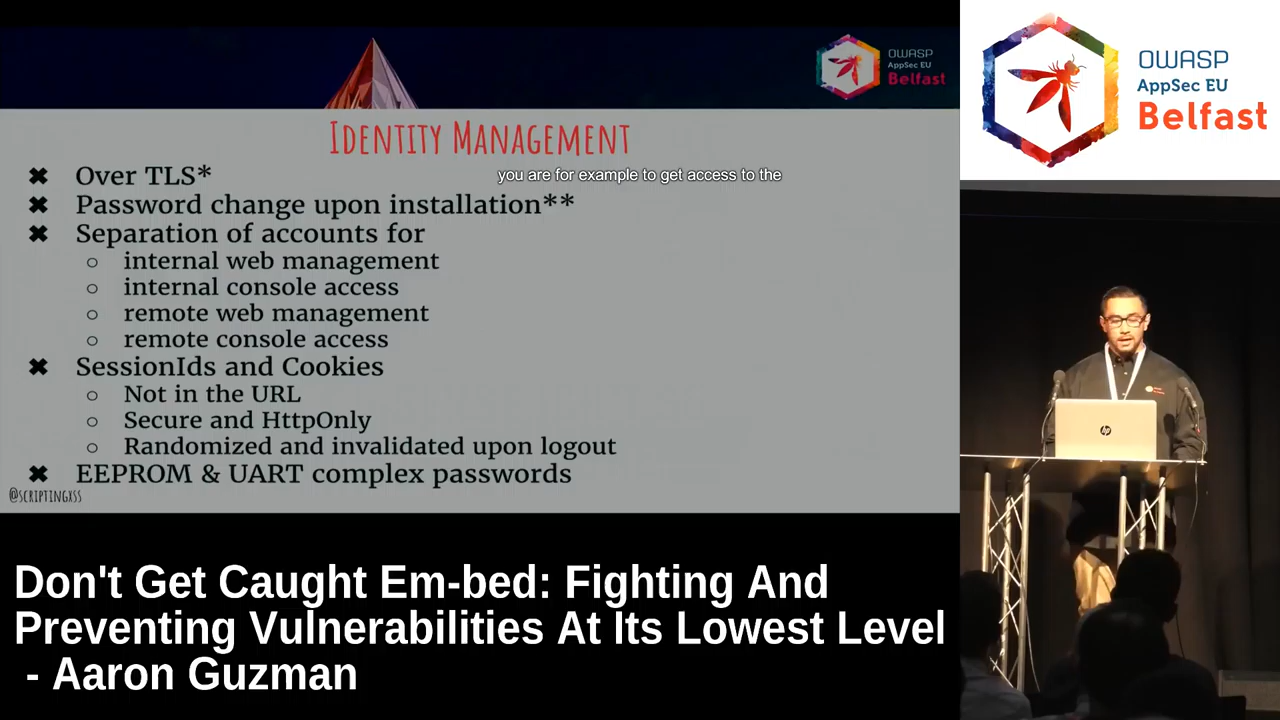 OWASP
AppSec EU
Belfast
IDENTITY MANAGEMENT
✖ Over TLS*
you are for example to get access to the
✖ Password change upon installation**
✖ Separation of accounts for
○ internal web management
○ internal console access
○ remote web management
○ remote console access
✖ SessionIds and Cookies
○ Not in the URL
○ Secure and HttpOnly
○ Randomized and invalidated upon logout
✖ EEPROM & UART complex passwords
@SCRIPTINGXSS
OWASP
AppSec EU
Belfast
hp
Don't Get Caught Em-bed: Fighting And
Preventing Vulnerabilities At Its Lowest Level
- Aaron Guzman